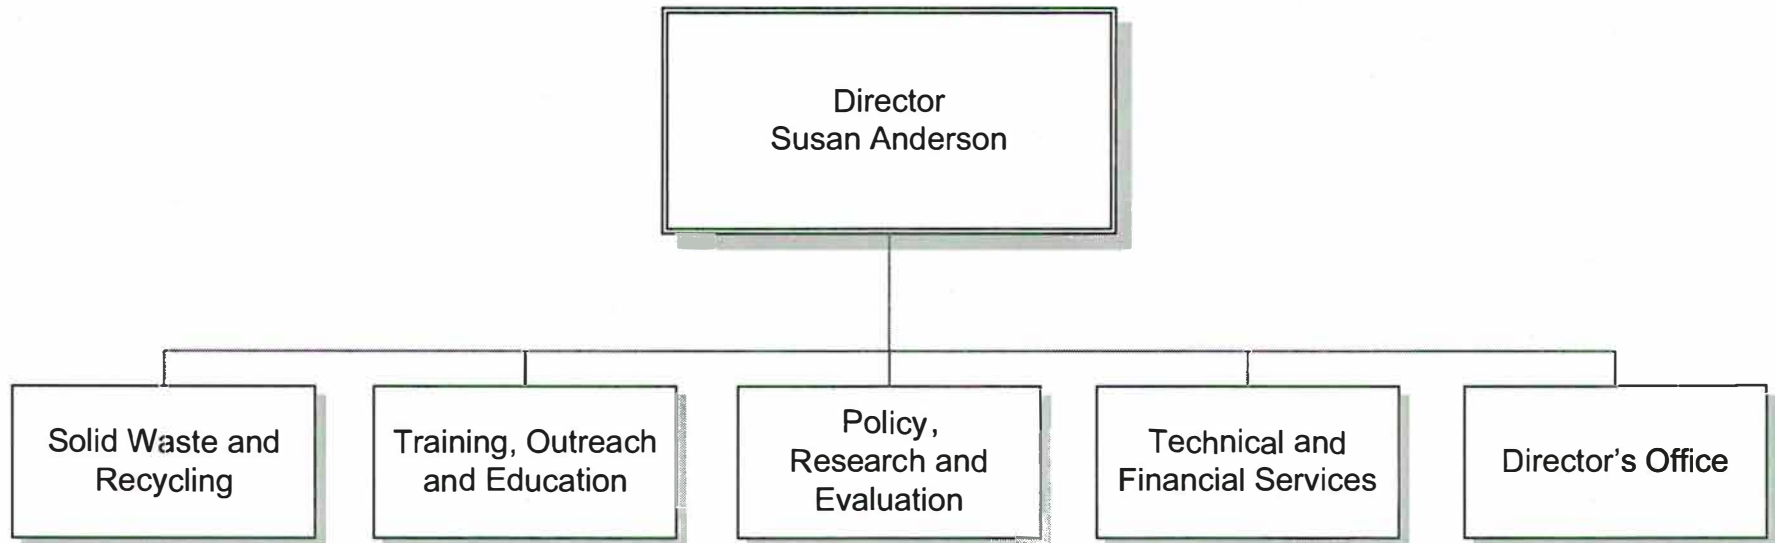 Director
Susan Anderson
Solid Waste and
Recycling
Training, Outreach
and Education
Policy,
Research and
Evaluation
Technical and
Financial Services
Director's Office